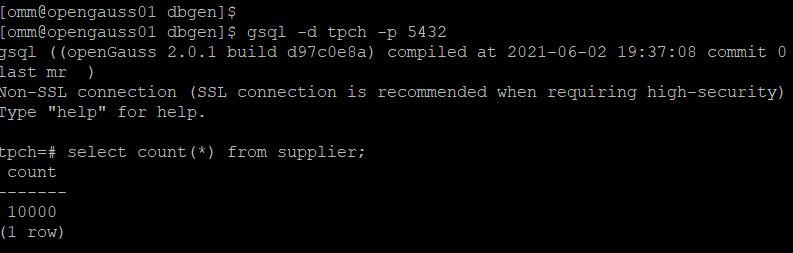 [omm@opengauss01 dbgen]$
[omm@opengauss01 dbgen]$ gsql -d tpch -p 5432
gsql ((openGauss 2.0.1 build d97c0e8a) compiled at 2021-06-02 19:37:08 commit 0
last mr  )
Non-SSL connection (SSL connection is recommended when requiring high-security)
Type "help" for help.
tpch=# select count(*) from supplier;
 count
-------
 10000
(1 row)